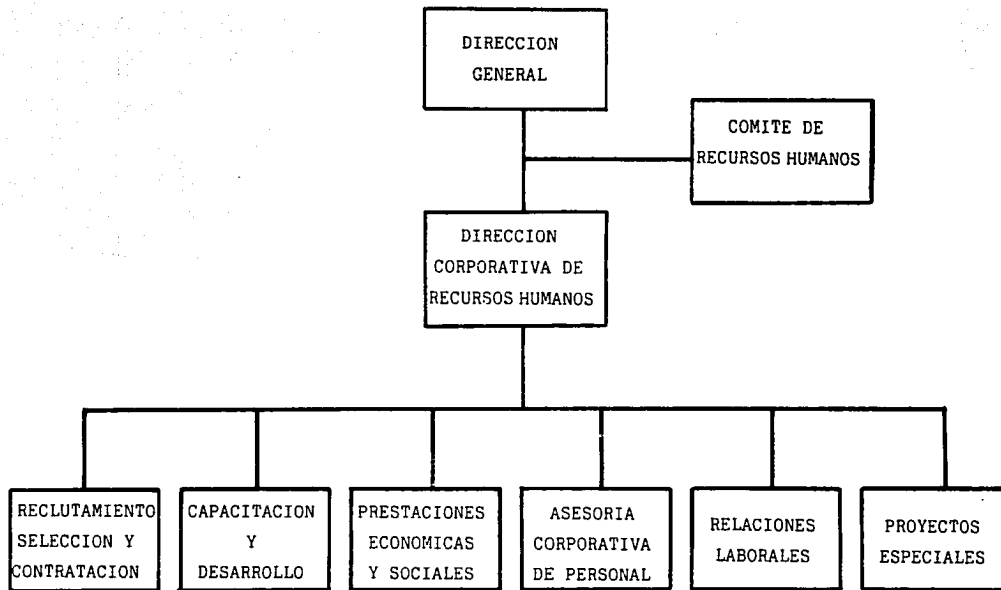 DIRECCION
GENERAL
COMITE DE
RECURSOS HUMANOS
DIRECCION
CORPORATIVA DE
RECURSOS HUMANOS
RECLUTAMIENTO
SELECCION Y
CONTRATACION
CAPACITACION
Y
DESARROLLO
PRESTACIONES
ECONOMICAS
Y SOCIALES
ASESORIA
CORPORATIVA
DE PERSONAL
RELACIONES
LABORALES
PROYECTOS
ESPECIALES